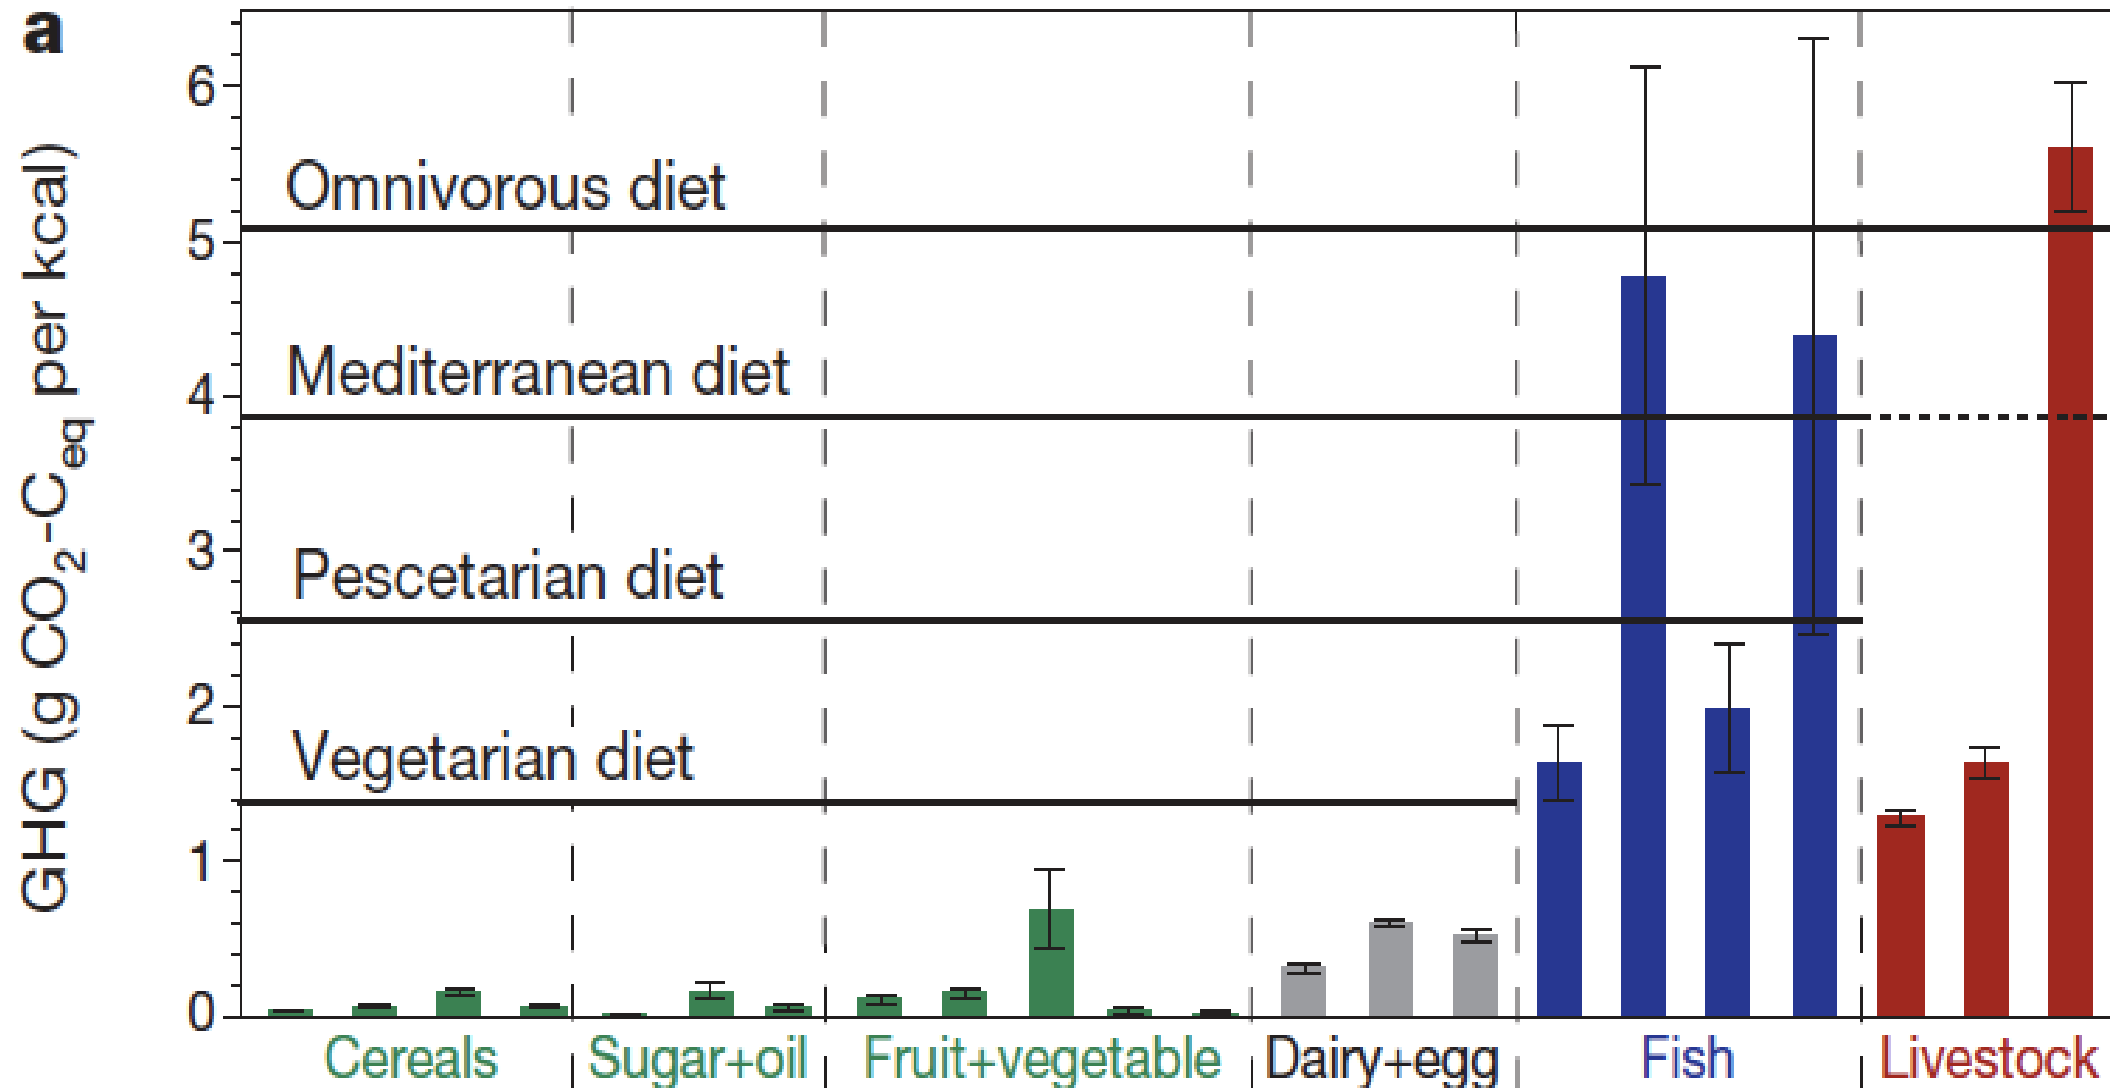 a
GHG (g CO₂-C_eq per kcal)
6
5
4
3
2
1
0
Omnivorous diet
Mediterranean diet
Pescetarian diet
Vegetarian diet
Cereals
Sugar+oil
Fruit+vegetable
Dairy+egg
Fish
Livestock